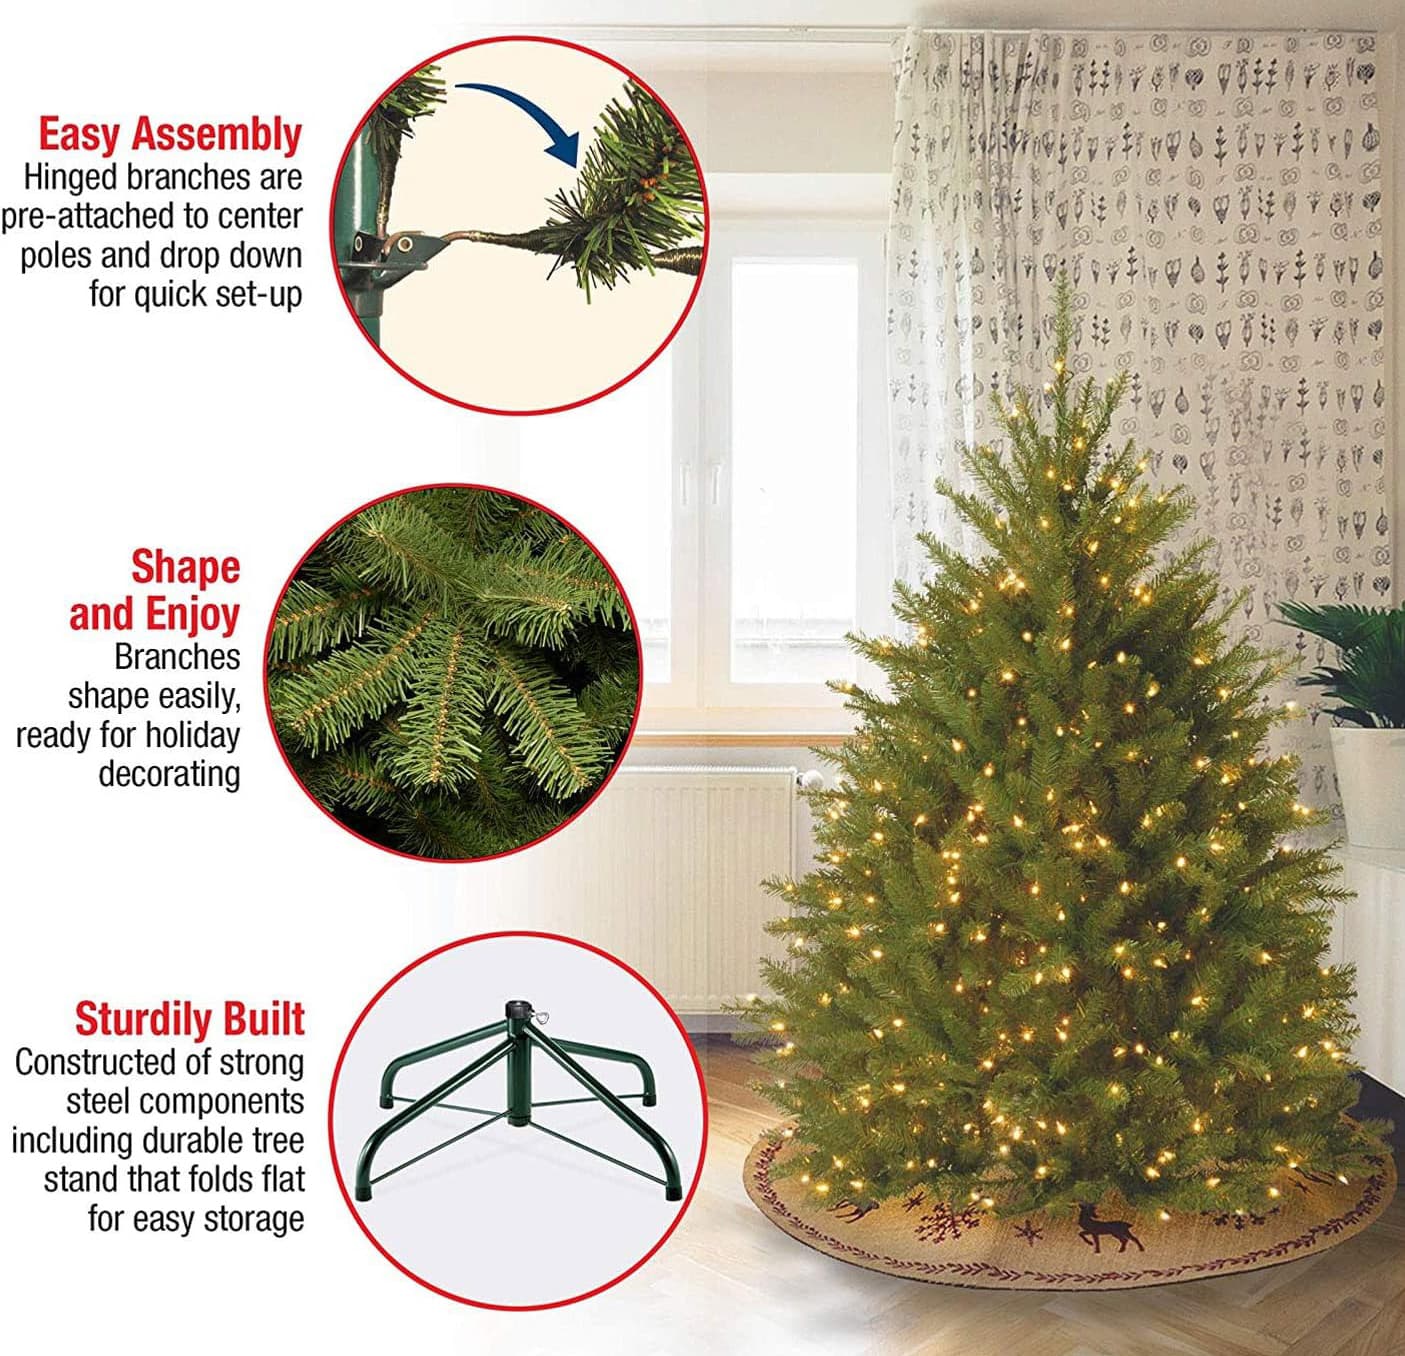 Easy Assembly
Hinged branches are
pre-attached to center
poles and drop down
for quick set-up
Shape
and Enjoy
Branches
shape easily,
ready for holiday
decorating
Sturdily Built
Constructed of strong
steel components
including durable tree
stand that folds flat
for easy storage